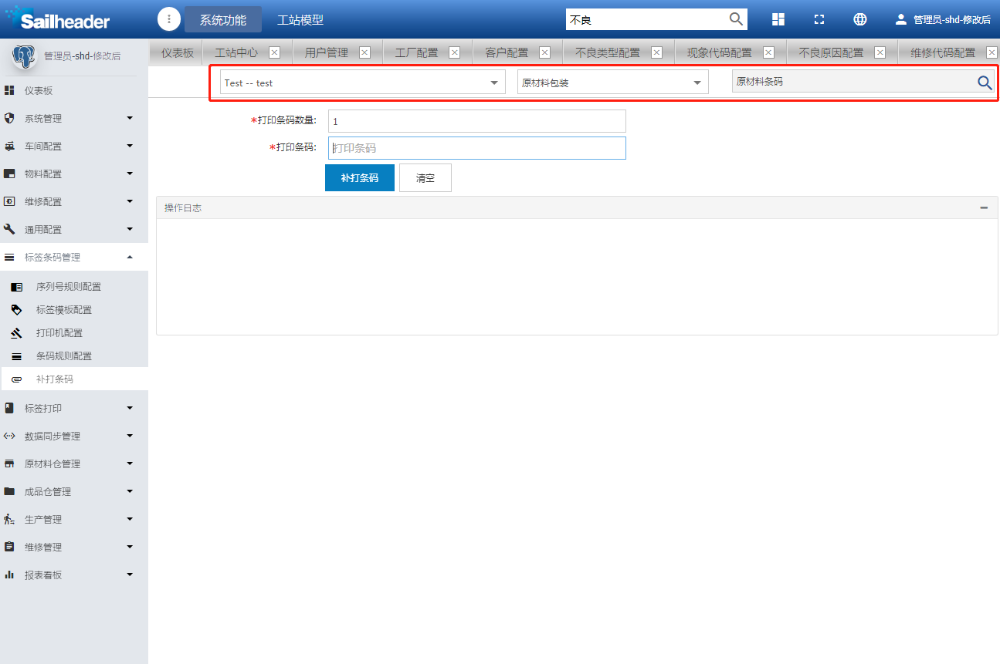 Sailheader
系统功能
工站模型
不良
管理员-shd-修改后
管理员-shd-修改后
仪表板
工站中心
用户管理
工厂配置
客户配置
不良类型配置
现象代码配置
不良原因配置
维修代码配置
Test -- test
原材料包装
原材料条码
仪表板
系统管理
车间配置
物料配置
维修配置
通用配置
标签条码管理
序列号规则配置
标签模板配置
打印机配置
条码规则配置
补打条码
标签打印
数据同步管理
原材料仓管理
成品仓管理
生产管理
维修管理
报表看板
*打印条码数量: 1
*打印条码: 打印条码
补打条码
清空
操作日志